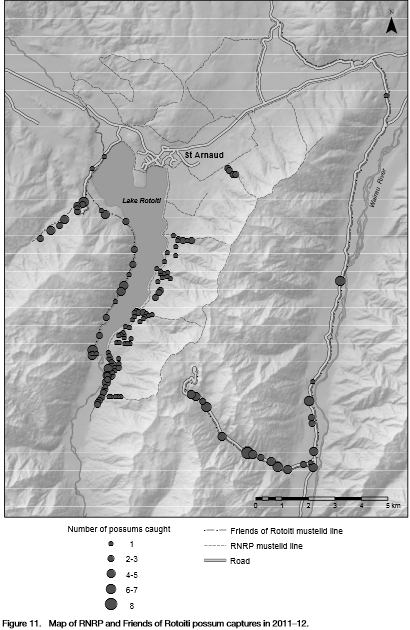 N
St Arnaud
Lake Rotoiti
Wairau River
0 1 2 3 4 5 km
Number of possums caught
1
2-3
4-5
6-7
8
Friends of Rotoiti mustelid line
RNRP mustelid line
Road
Figure 11. Map of RNRP and Friends of Rotoiti possum captures in 2011–12.